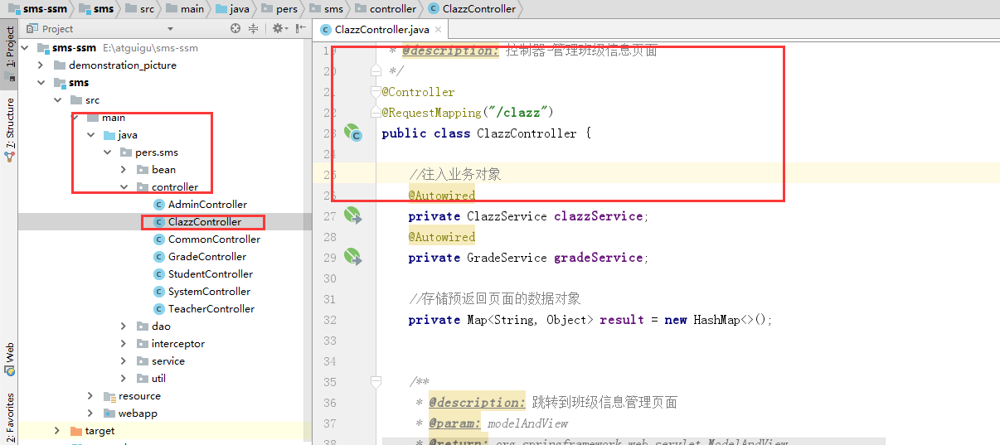 sms-ssm sms src main java pers sms controller ClazzController
Project
ClazzController.java
1: Project
7: Structure
Web
2: Favorites
sms-ssm E:\atguigu\sms-ssm
demonstration_picture
sms
src
main
java
pers.sms
bean
controller
AdminController
ClazzController
CommonController
GradeController
StudentController
SystemController
TeacherController
dao
interceptor
service
util
resource
webapp
target
19 * @description: 控制器-管理班级信息页面
20 */
21 @Controller
22 @RequestMapping("/clazz")
23 public class ClazzController {
24
25 //注入业务对象
26 @Autowired
27 private ClazzService clazzService;
28 @Autowired
29 private GradeService gradeService;
30
31 //存储预返回页面的数据对象
32 private Map<String, Object> result = new HashMap<>();
33
34
35 /**
36 * @description: 跳转到班级信息管理页面
37 * @param: modelAndView
38 * @return: org.springframework.web.servlet.ModelAndView